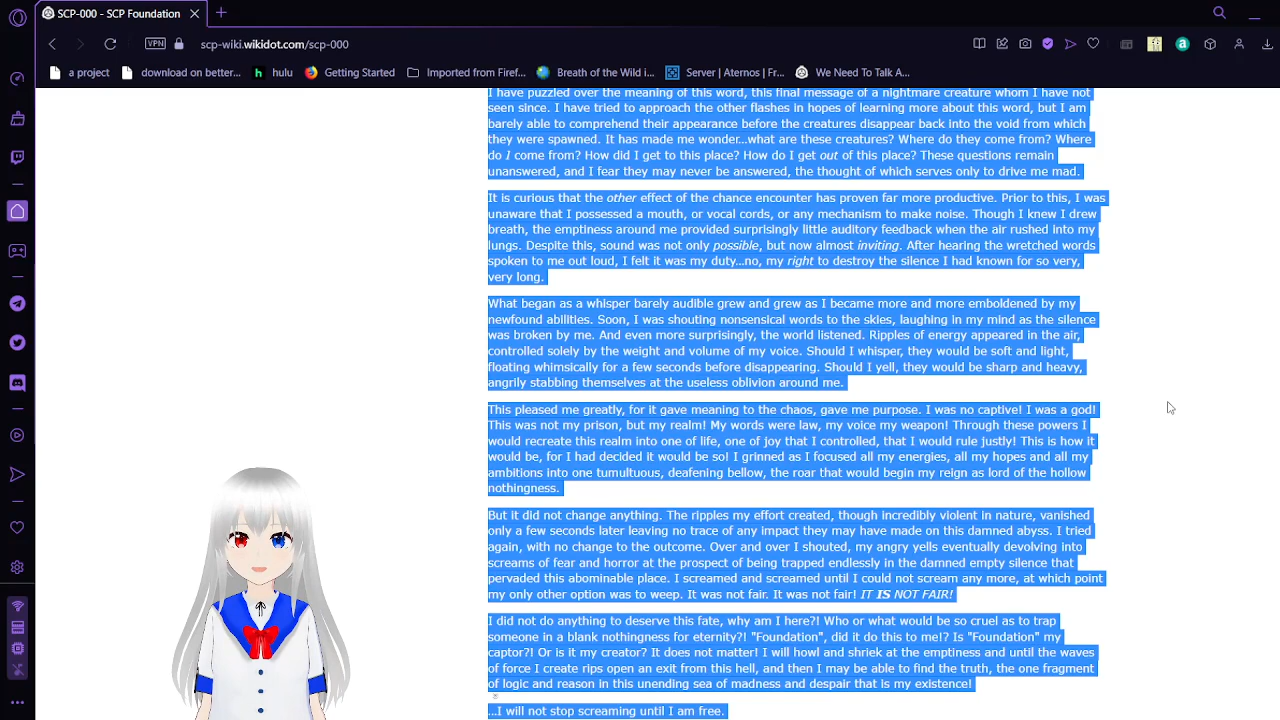 SCP-000 - SCP Foundation
VPN
scp-wiki.wikidot.com/scp-000
a project
download on better...
hulu
Getting Started
Imported from Firef...
Breath of the Wild i...
Server | Aternos | Fr...
We Need To Talk A...
I have puzzled over the meaning of this word, this final message of a nightmare creature whom I have not
seen since. I have tried to approach the other flashes in hopes of learning more about this word, but I am
barely able to comprehend their appearance before the creatures disappear back into the void from which
they were spawned. It has made me wonder...what are these creatures? Where do they come from? Where
do I come from? How did I get to this place? How do I get out of this place? These questions remain
unanswered, and I fear they may never be answered, the thought of which serves only to drive me mad.
It is curious that the other effect of the chance encounter has proven far more productive. Prior to this, I was
unaware that I possessed a mouth, or vocal cords, or any mechanism to make noise. Though I knew I drew
breath, the emptiness around me provided surprisingly little auditory feedback when the air rushed into my
lungs. Despite this, sound was not only possible, but now almost inviting. After hearing the wretched words
spoken to me out loud, I felt it was my duty...no, my right to destroy the silence I had known for so very,
very long.
What began as a whisper barely audible grew and grew as I became more and more emboldened by my
newfound abilities. Soon, I was shouting nonsensical words to the skies, laughing in my mind as the silence
was broken by me. And even more surprisingly, the world listened. Ripples of energy appeared in the air,
controlled solely by the weight and volume of my voice. Should I whisper, they would be soft and light,
floating whimsically for a few seconds before disappearing. Should I yell, they would be sharp and heavy,
angrily stabbing themselves at the useless oblivion around me.
This pleased me greatly, for it gave meaning to the chaos, gave me purpose. I was no captive! I was a god!
This was not my prison, but my realm! My words were law, my voice my weapon! Through these powers I
would recreate this realm into one of life, one of joy that I controlled, that I would rule justly! This is how it
would be, for I had decided it would be so! I grinned as I focused all my energies, all my hopes and all my
ambitions into one tumultuous, deafening bellow, the roar that would begin my reign as lord of the hollow
nothingness.
But it did not change anything. The ripples my effort created, though incredibly violent in nature, vanished
only a few seconds later leaving no trace of any impact they may have made on this damned abyss. I tried
again, with no change to the outcome. Over and over I shouted, my angry yells eventually devolving into
screams of fear and horror at the prospect of being trapped endlessly in the damned empty silence that
pervaded this abominable place. I screamed and screamed until I could not scream any more, at which point
my only other option was to weep. It was not fair. It was not fair! IT IS NOT FAIR!
I did not do anything to deserve this fate, why am I here?! Who or what would be so cruel as to trap
someone in a blank nothingness for eternity?! "Foundation", did it do this to me!? Is "Foundation" my
captor?! Or is it my creator? It does not matter! I will howl and shriek at the emptiness and until the waves
of force I create rips open an exit from this hell, and then I may be able to find the truth, the one fragment
of logic and reason in this unending sea of madness and despair that is my existence!
...I will not stop screaming until I am free.